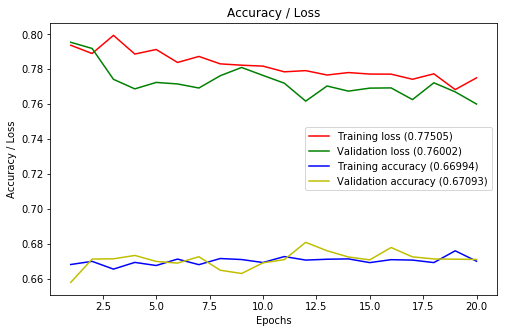 Accuracy / Loss
0.80
0.78
0.76
0.74
0.72
0.70
0.68
0.66
Accuracy / Loss
Training loss (0.77505)
Validation loss (0.76002)
Training accuracy (0.66994)
Validation accuracy (0.67093)
2.5 5.0 7.5 10.0 12.5 15.0 17.5 20.0
Epochs